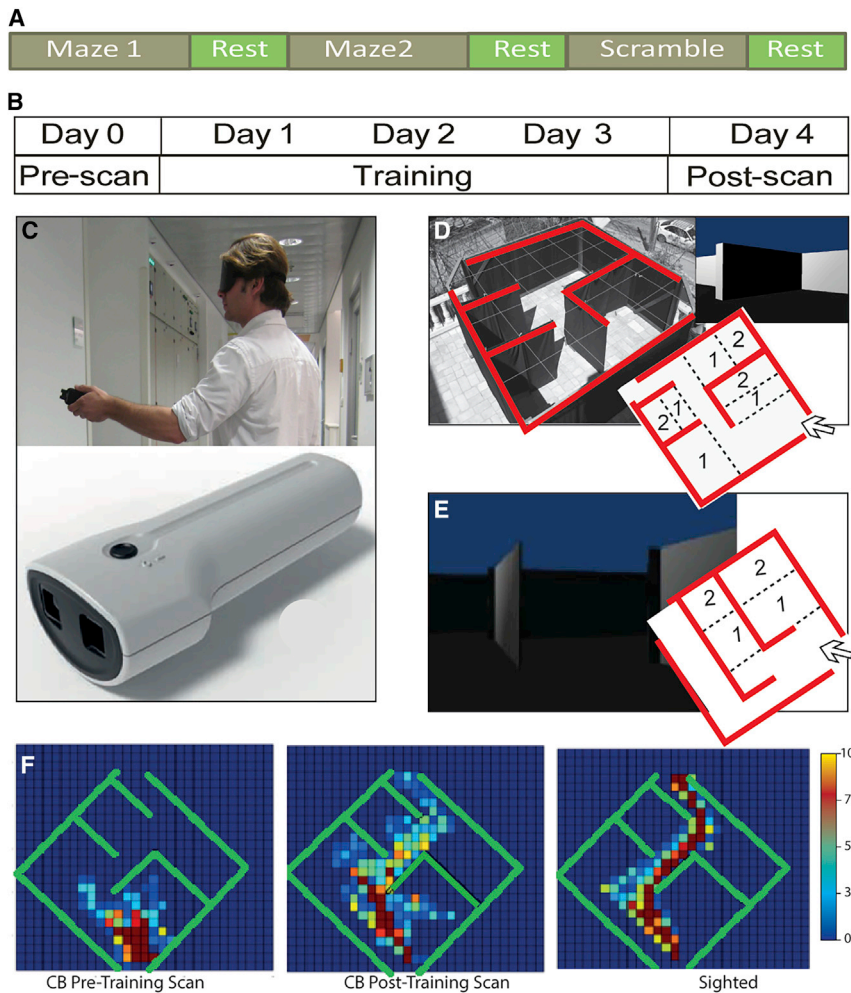 A
Maze 1 Rest Maze2 Rest Scramble Rest
B
Day 0 Day 1 Day 2 Day 3 Day 4
Pre-scan Training Post-scan
C
D
2
1
2
1
1
2
1
E
2
2
1
1
F
10
7
5
3
0
CB Pre-Training Scan CB Post-Training Scan Sighted